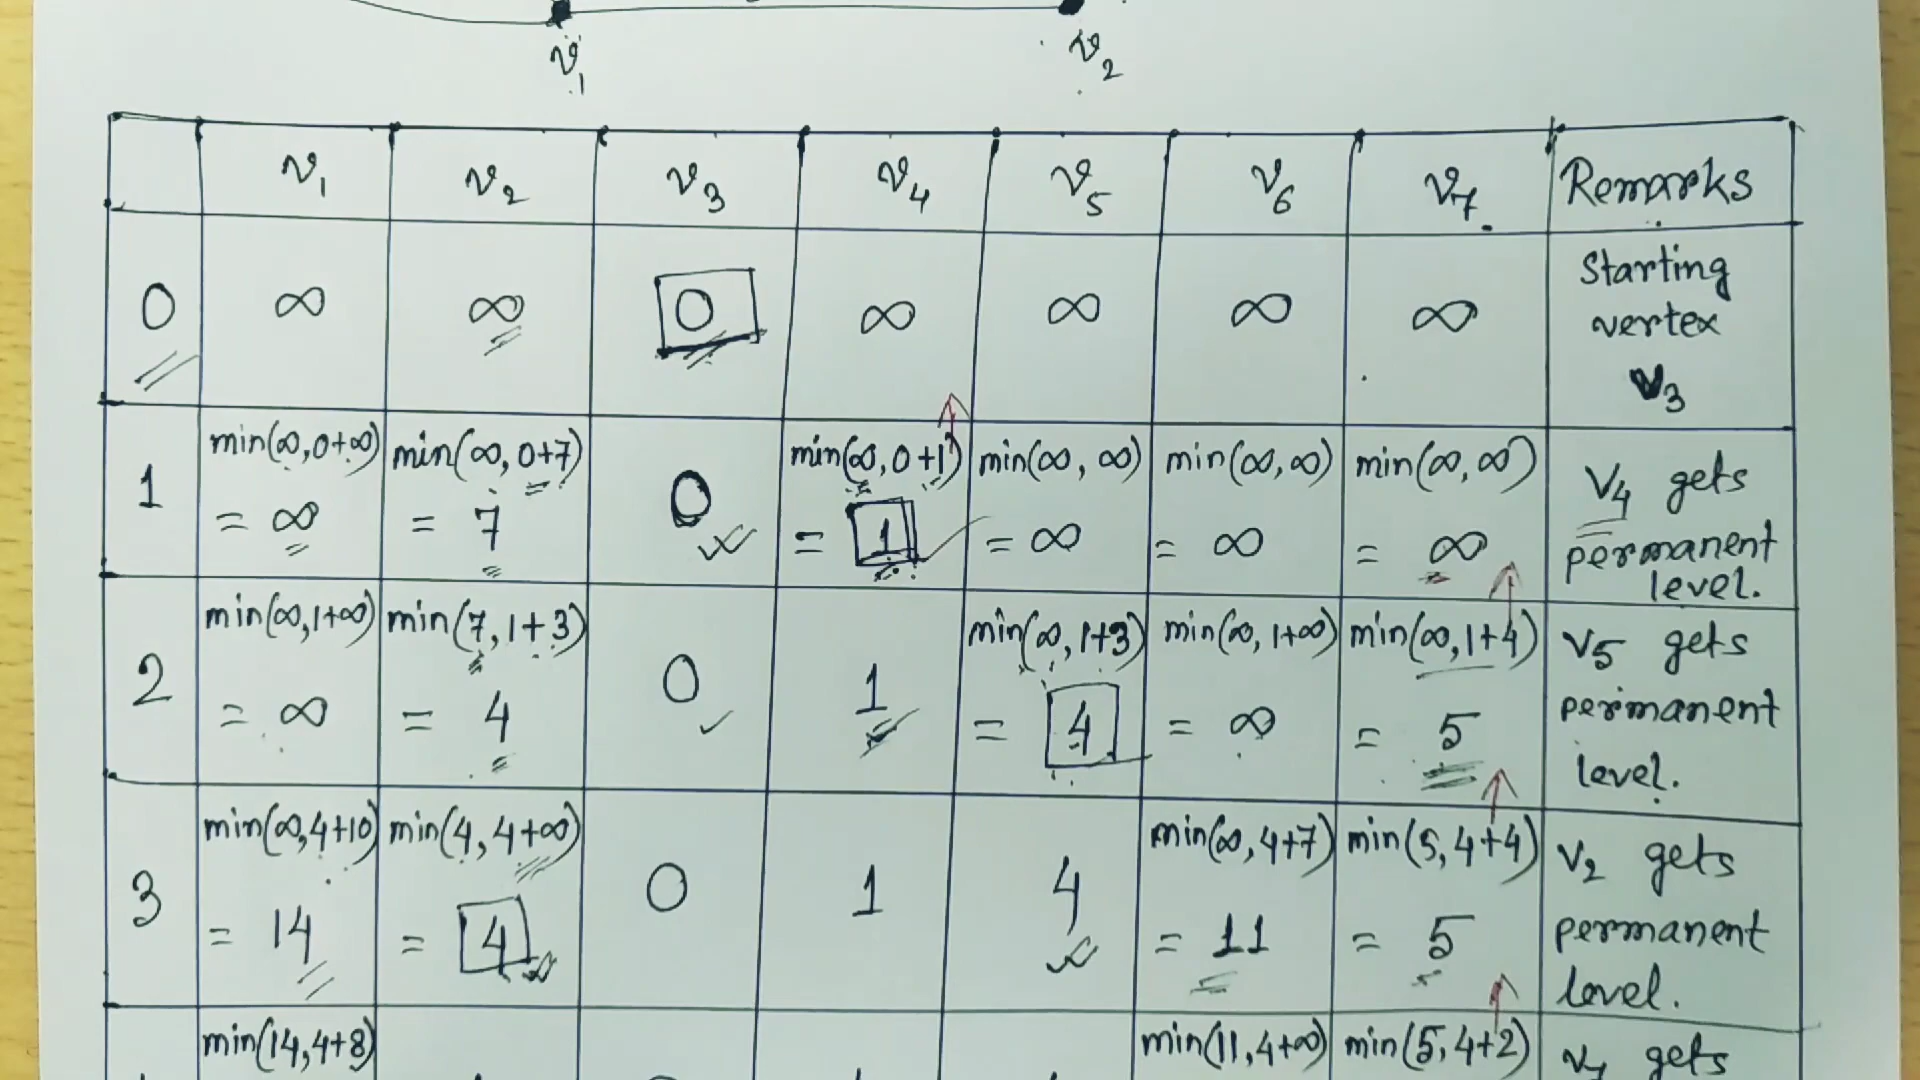 v1 v2
v1 v2 v3 v4 v5 v6 v7 Remarks
0 ∞ ∞ 0 ∞ ∞ ∞ ∞ Starting
vertex
v3
min(∞,0+∞) min(∞, 0+7) min(∞,0+1) min(∞, ∞) min(∞,∞) min(∞,∞) v4 gets
1 = ∞ = 7 0 = 1 = ∞ = ∞ = ∞ permanent
level.
min(∞,1+∞) min(7,1+3) min(∞,1+3) min(∞,1+∞) min(∞,1+4) v5 gets
2 = ∞ = 4 0 1 = 4 = ∞ = 5 permanent
level.
min(∞,4+10) min(4, 4+∞) min(∞,4+7) min(5, 4+4) v2 gets
3 = 14 = 4 0 1 4 = 11 = 5 permanent
level.
min(14,4+8) min(11,4+∞) min(5,4+2) gets